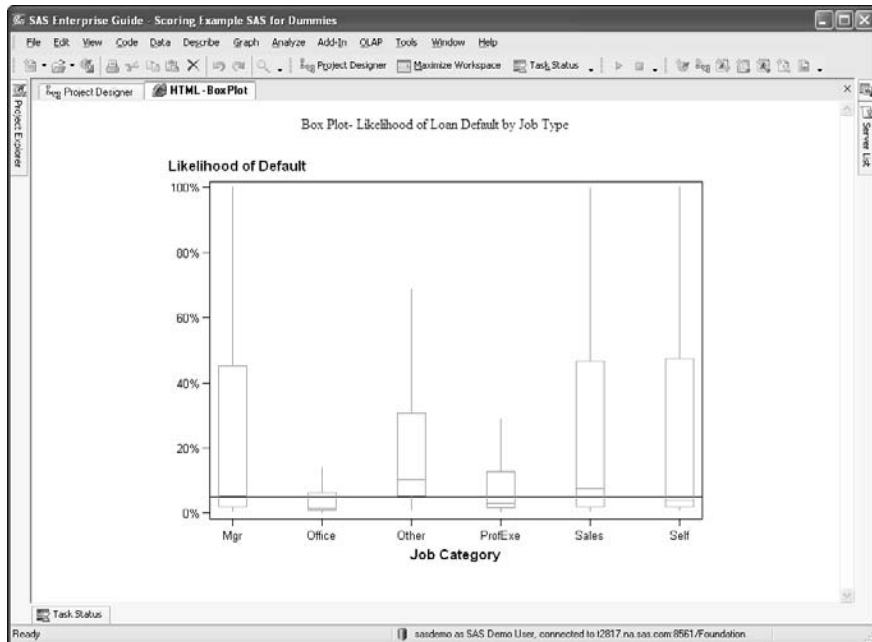 SAS Enterprise Guide - Scoring Example SAS for Dummies
File Edit View Code Data Describe Graph Analyze Add-In OLAP Tools Window Help
Project Designer Maximize Workspace Task Status
Project Designer HTML - Box Plot
Project Explorer
Server List
Box Plot- Likelihood of Loan Default by Job Type
Likelihood of Default
100%
80%
60%
40%
20%
0%
Mgr Office Other ProfExe Sales Self
Job Category
Task Status
Ready sasdemo as SAS Demo User, connected to t2817.na.sas.com:8561/Foundation